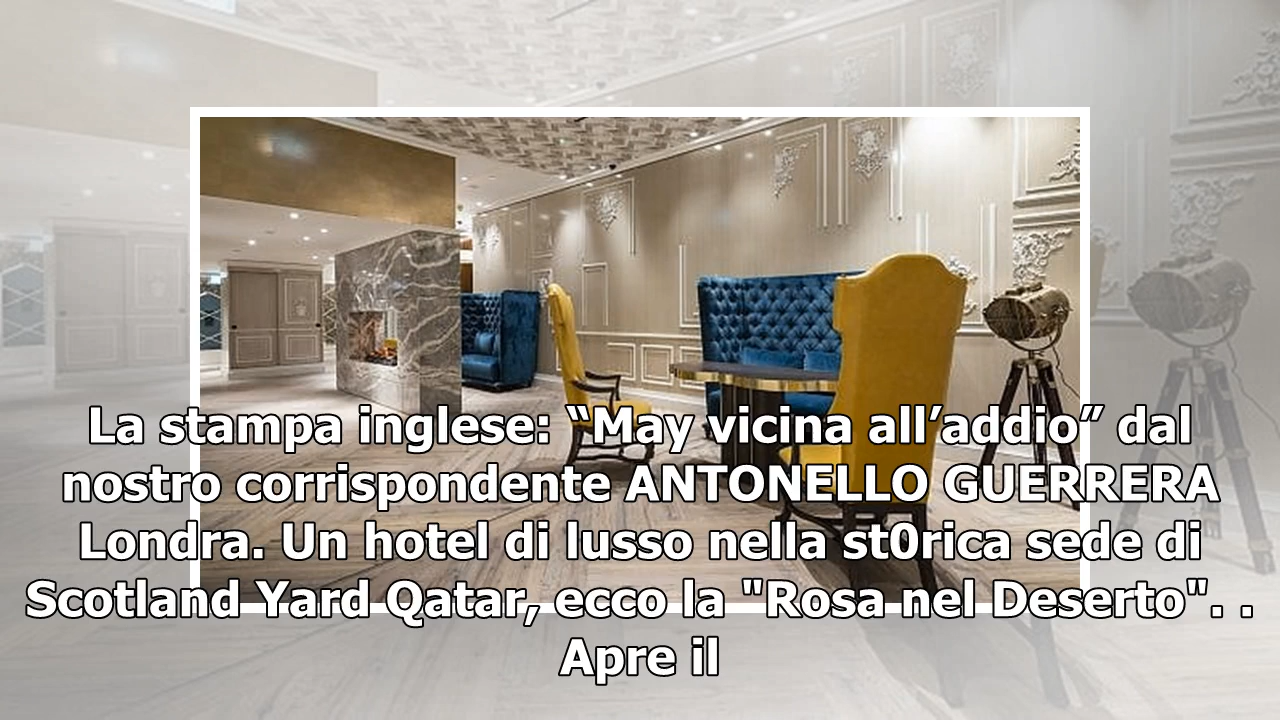 La stampa inglese: “May vicina all’addio” dal
nostro corrispondente ANTONELLO GUERRERA
Londra. Un hotel di lusso nella st0rica sede di
Scotland Yard Qatar, ecco la "Rosa nel Deserto". .
Apre il